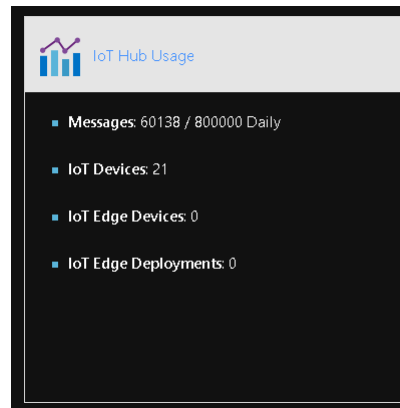 IoT Hub Usage
Messages: 60138 / 800000 Daily
IoT Devices: 21
IoT Edge Devices: 0
IoT Edge Deployments: 0